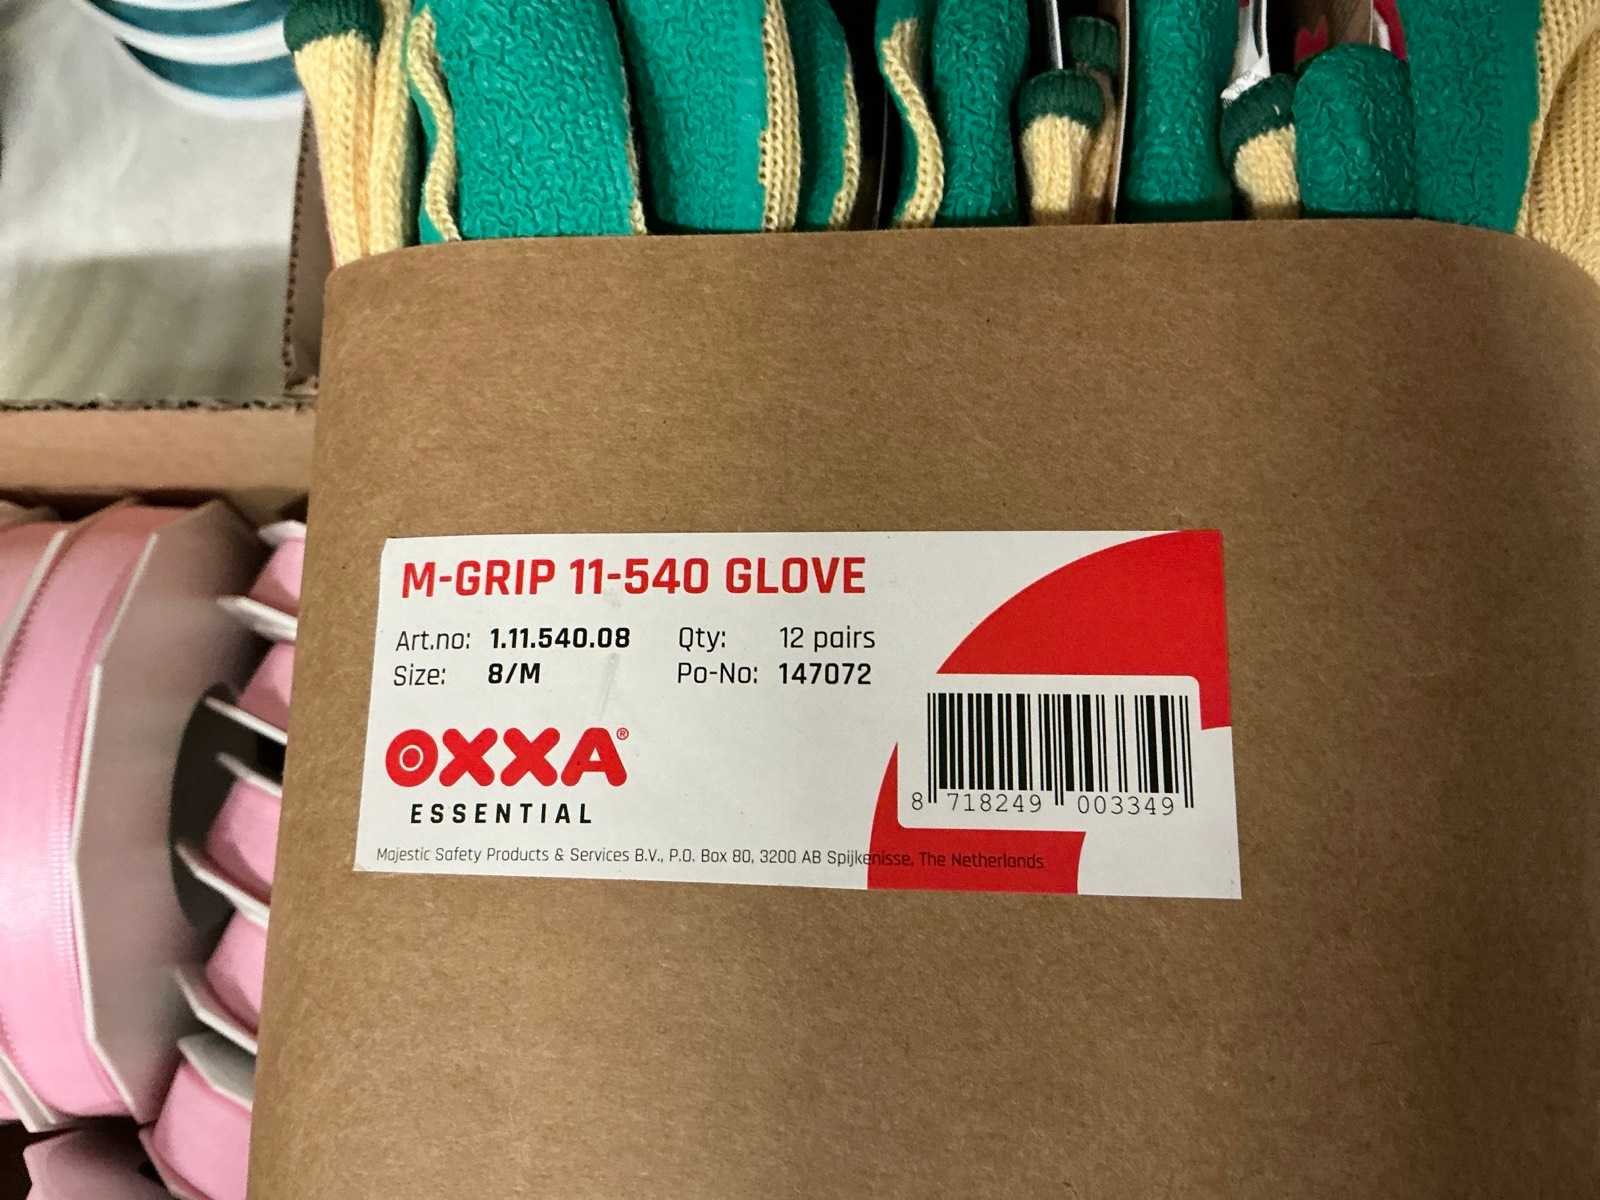 M-GRIP 11-540 GLOVE
Art.no: 1.11.540.08 Qty: 12 pairs
Size: 8/M Po-No: 147072
OXXA®
ESSENTIAL
8 718249 003349
Majestic Safety Products & Services B.V., P.O. Box 80, 3200 AB Spijkenisse, The Netherlands